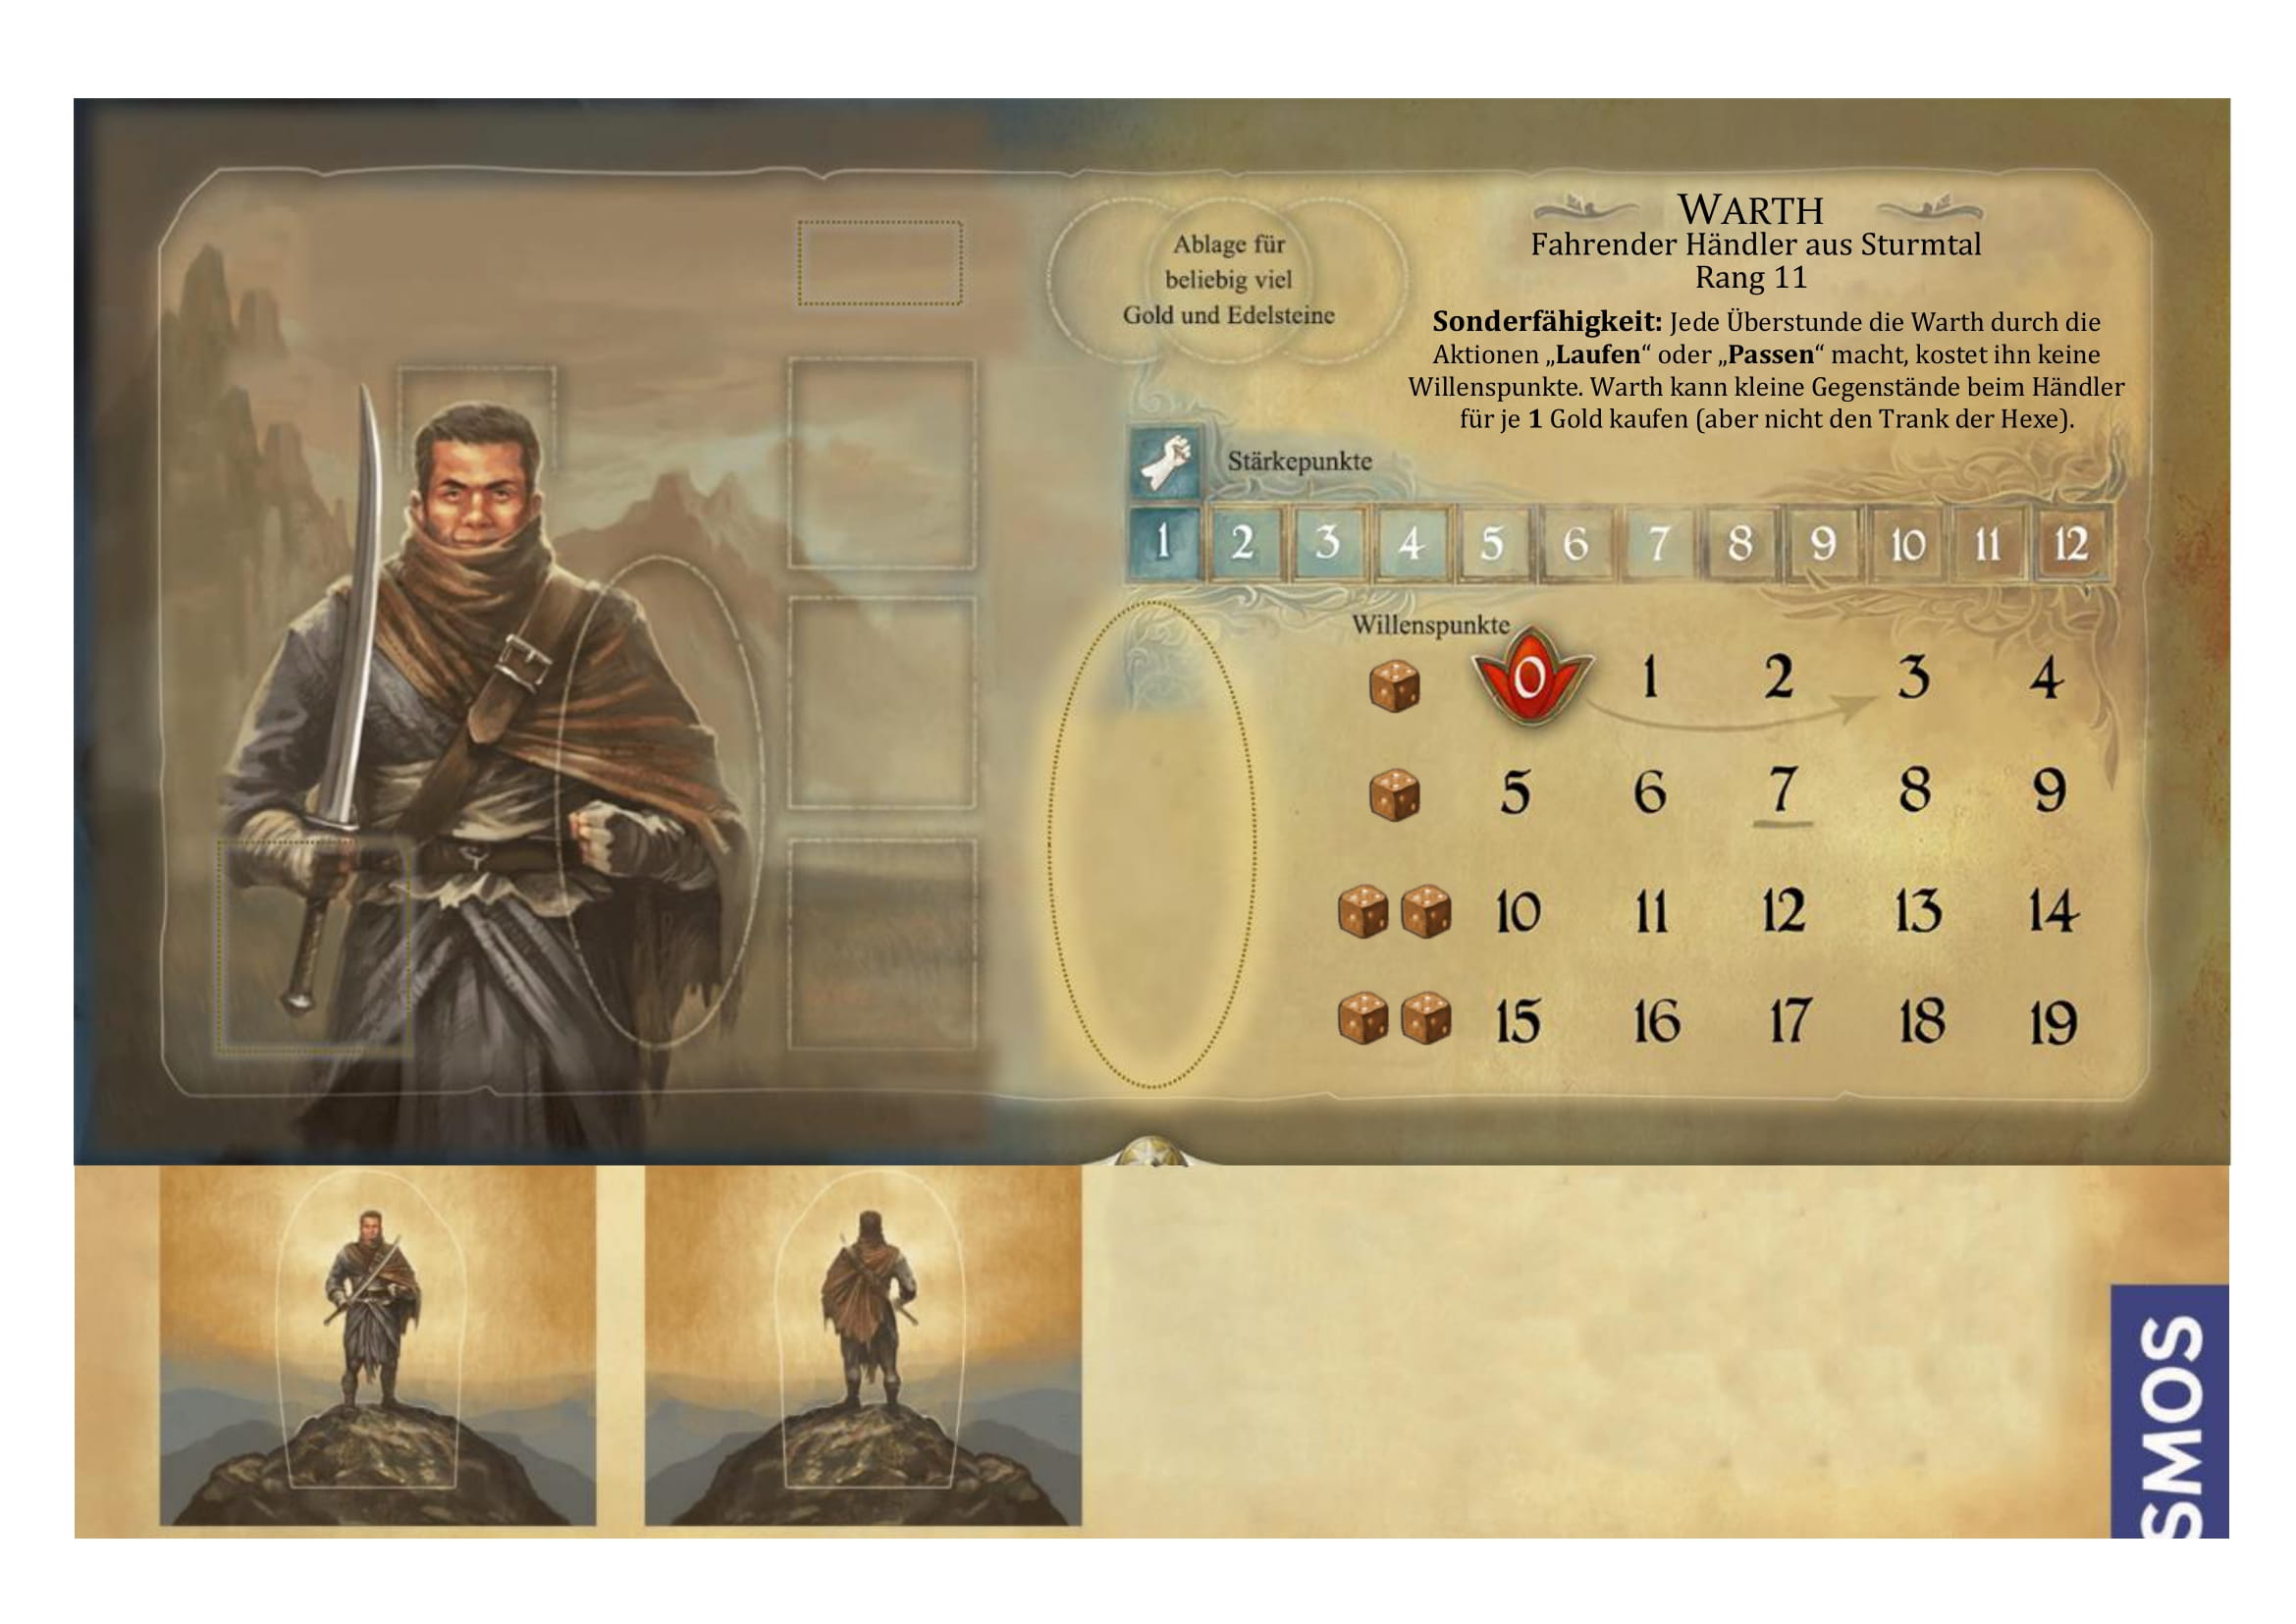 Ablage für
beliebig viel
Gold und Edelsteine
WARTH
Fahrender Händler aus Sturmtal
Rang 11
Sonderfähigkeit: Jede Überstunde die Warth durch die
Aktionen „Laufen“ oder „Passen“ macht, kostet ihn keine
Willenspunkte. Warth kann kleine Gegenstände beim Händler
für je 1 Gold kaufen (aber nicht den Trank der Hexe).
Stärkepunkte
1 2 3 4 5 6 7 8 9 10 11 12
Willenspunkte
0 1 2 3 4
5 6 7 8 9
10 11 12 13 14
15 16 17 18 19
SMOS